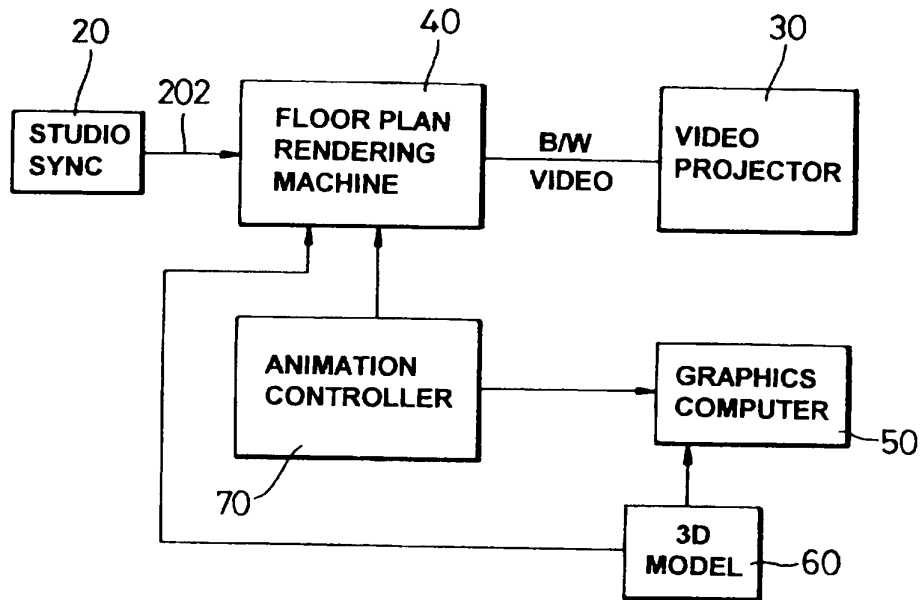 20
40
30
202
STUDIO
SYNC
FLOOR PLAN
RENDERING
MACHINE
B/W
VIDEO
VIDEO
PROJECTOR
ANIMATION
CONTROLLER
70
GRAPHICS
COMPUTER
50
3D
MODEL
60